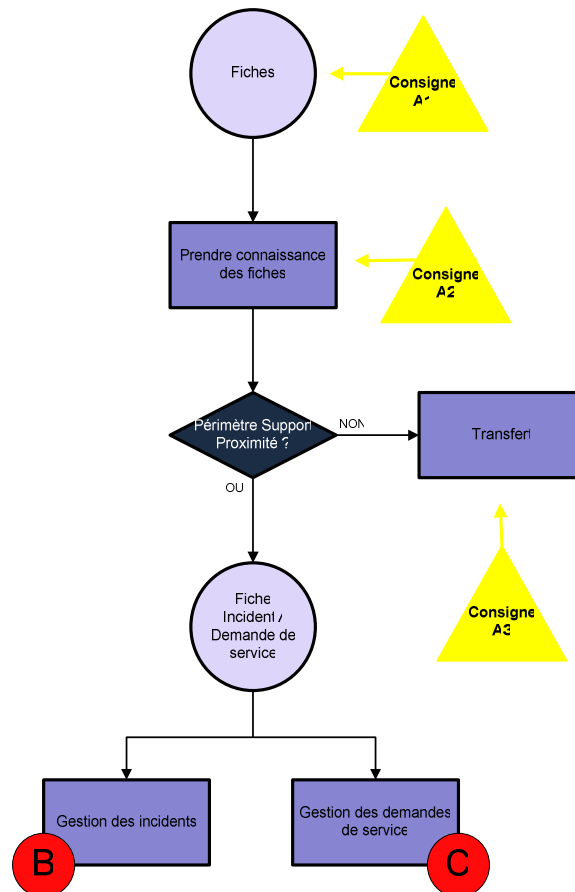 Fiches
Consigne
A1
Prendre connaissance
des fiches
Consigne
A2
Périmètre Support
Proximité ?
NON
Transfert
OU
Fiche
Incident /
Demande de
service
Consigne
A3
Gestion des incidents
Gestion des demandes
de service
B
C